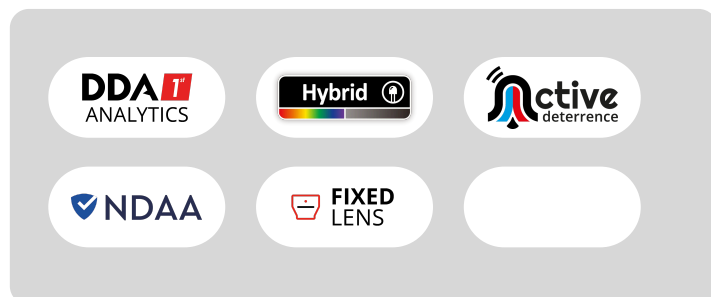 DDA 1st
ANALYTICS
Hybrid
Active
deterrence
NDAA
FIXED
LENS